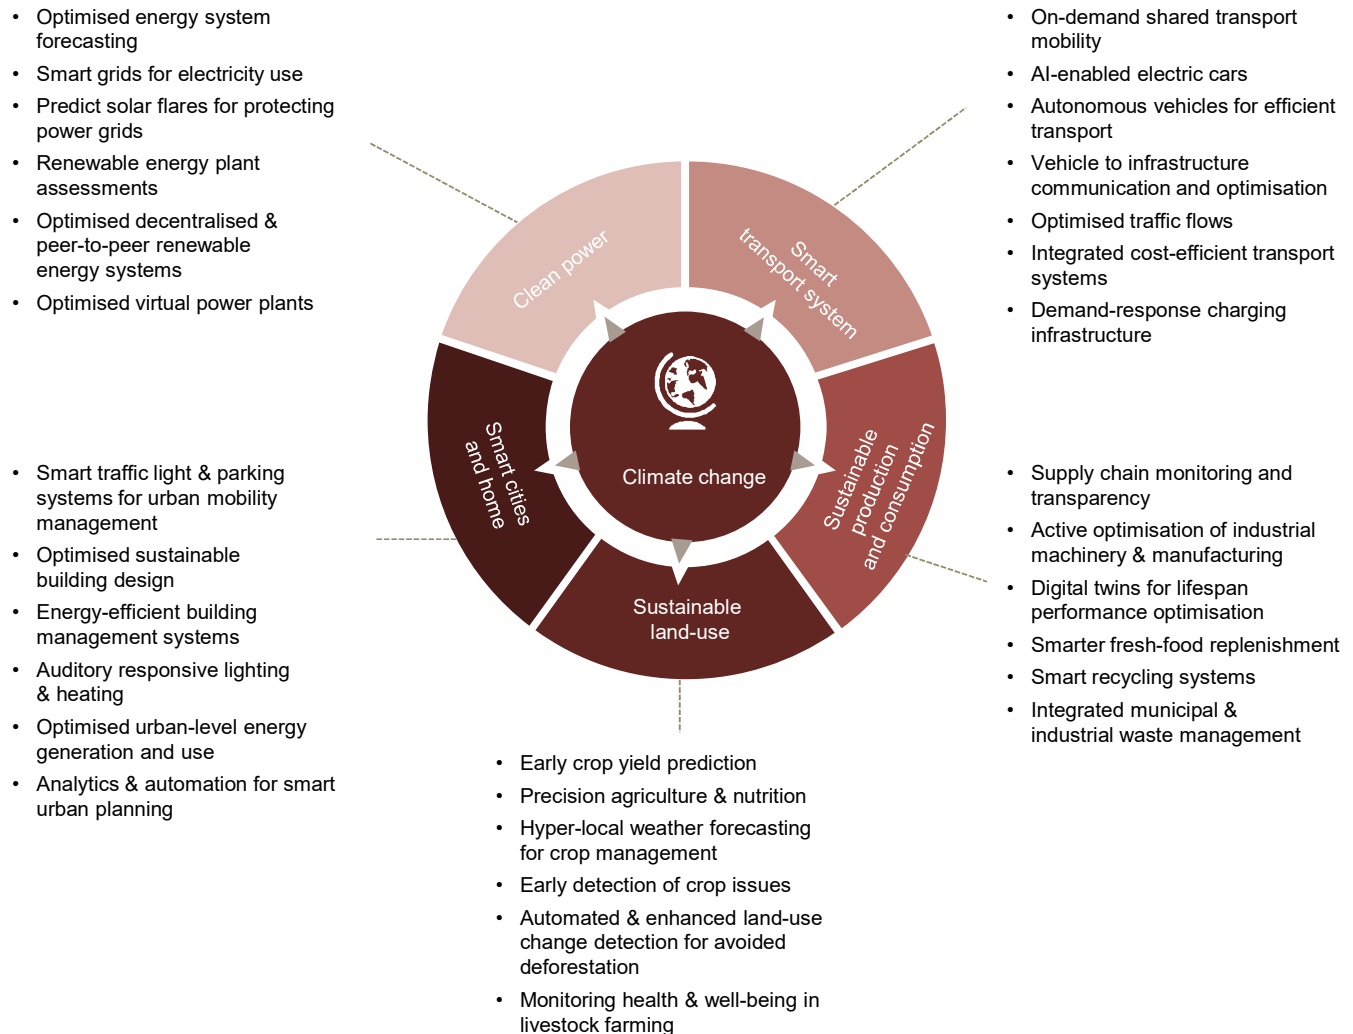 • Optimised energy system
forecasting
• Smart grids for electricity use
• Predict solar flares for protecting
power grids
• Renewable energy plant
assessments
• Optimised decentralised &
peer-to-peer renewable
energy systems
• Optimised virtual power plants
• On-demand shared transport
mobility
• AI-enabled electric cars
• Autonomous vehicles for efficient
transport
• Vehicle to infrastructure
communication and optimisation
• Optimised traffic flows
• Integrated cost-efficient transport
systems
• Demand-response charging
infrastructure
Clean power
Smart
transport system
Smart cities
and home
Climate change
Sustainable
production
and consumption
Sustainable
land-use
• Smart traffic light & parking
systems for urban mobility
management
• Optimised sustainable
building design
• Energy-efficient building
management systems
• Auditory responsive lighting
& heating
• Optimised urban-level energy
generation and use
• Analytics & automation for smart
urban planning
• Supply chain monitoring and
transparency
• Active optimisation of industrial
machinery & manufacturing
• Digital twins for lifespan
performance optimisation
• Smarter fresh-food replenishment
• Smart recycling systems
• Integrated municipal &
industrial waste management
• Early crop yield prediction
• Precision agriculture & nutrition
• Hyper-local weather forecasting
for crop management
• Early detection of crop issues
• Automated & enhanced land-use
change detection for avoided
deforestation
• Monitoring health & well-being in
livestock farming